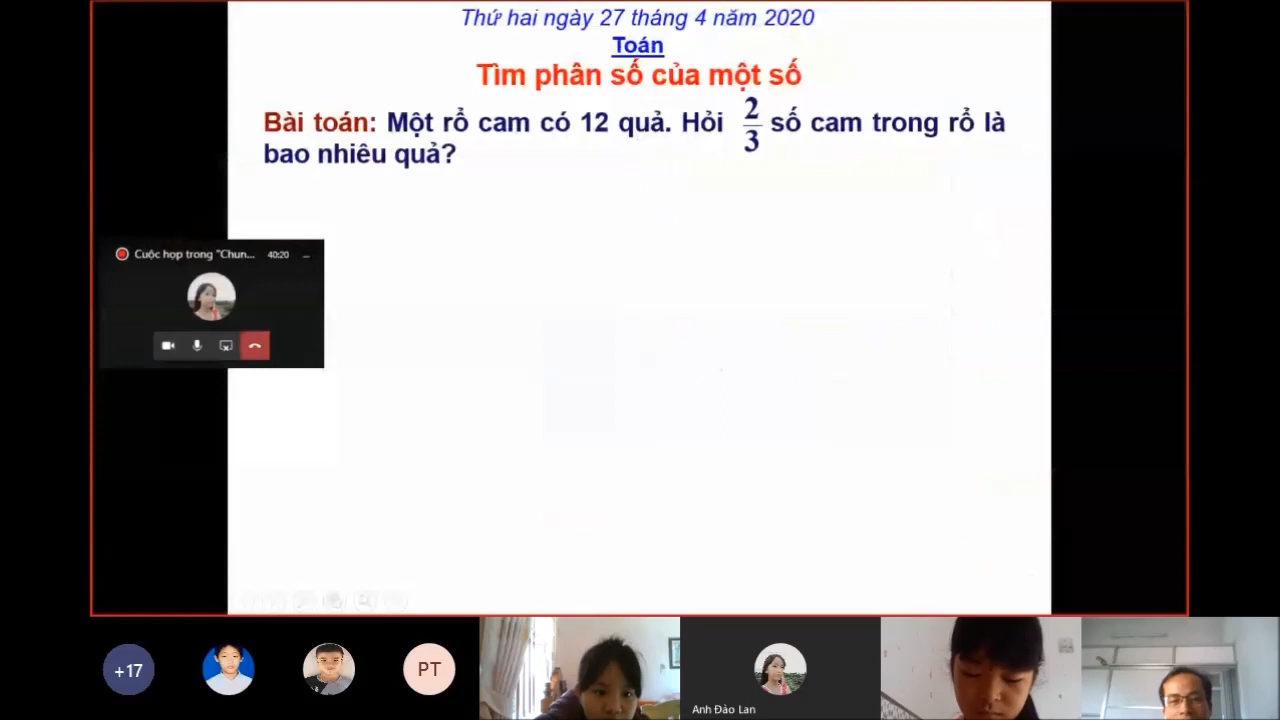 Thứ hai ngày 27 tháng 4 năm 2020
Toán
Tìm phân số của một số
Bài toán: Một rổ cam có 12 quả. Hỏi 2/3 số cam trong rổ là
bao nhiêu quả?
Cuộc họp trong "Chun... 40:20
+17
PT
Anh Đào Lan